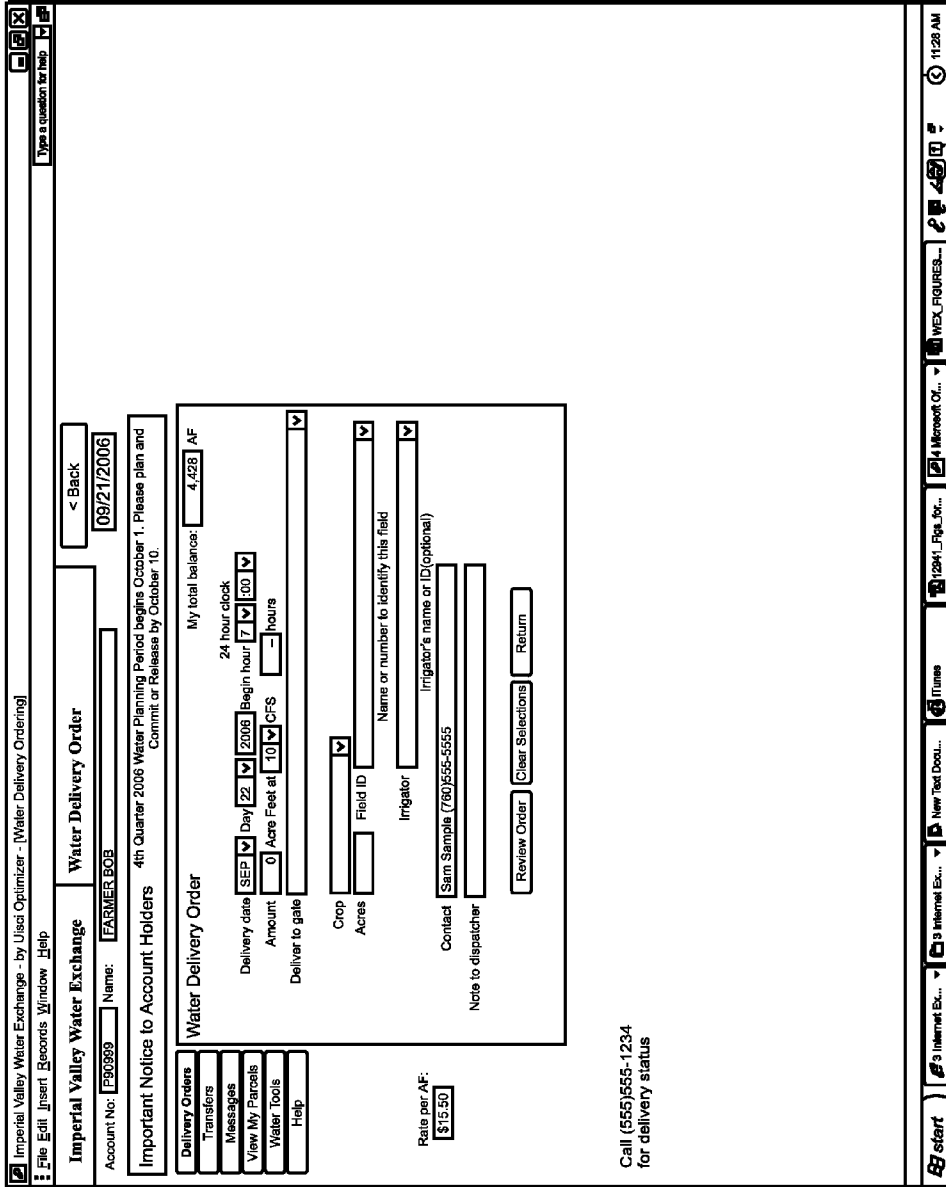 Imperial Valley Water Exchange - by Uisci Optimizer - [Water Delivery Ordering]
File Edit Insert Records Window Help
Type a question for help
Imperial Valley Water Exchange
Water Delivery Order
< Back
Account No: P90999 Name: FARMER BOB
09/21/2006
Important Notice to Account Holders
4th Quarter 2006 Water Planning Period begins October 1. Please plan and
Commit or Release by October 10.
Delivery Orders
Transfers
Messages
View My Parcels
Water Tools
Help
Rate per AF:
$15.50
Call (555)555-1234
for delivery status
Water Delivery Order
My total balance: 4,428 AF
24 hour clock
Delivery date SEP Day 22 2006 Begin hour 7 :00
Amount 0 Acre Feet at 10 CFS – hours
Deliver to gate
Crop
Acres Field ID
Name or number to identify this field
Irrigator
Irrigator's name or ID(optional)
Contact Sam Sample (760)555-5555
Note to dispatcher
Review Order Clear Selections Return
start 3 Internet Ex... 3 Internet Ex... New Text Docu... iTunes 12941_Figs_for... 4 Microsoft Of... WEX_FIGURES... 11:28 AM